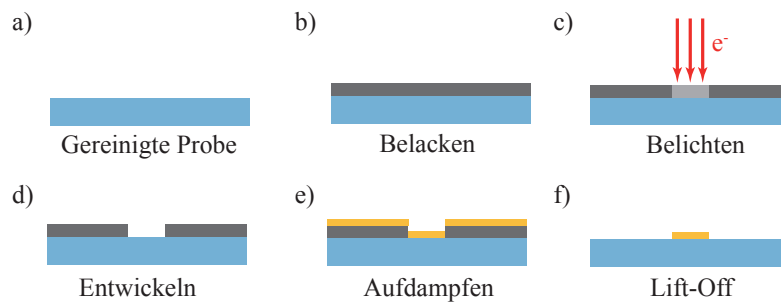 a)
Gereinigte Probe
b)
Belacken
c)
e-
Belichten
d)
Entwickeln
e)
Aufdampfen
f)
Lift-Off